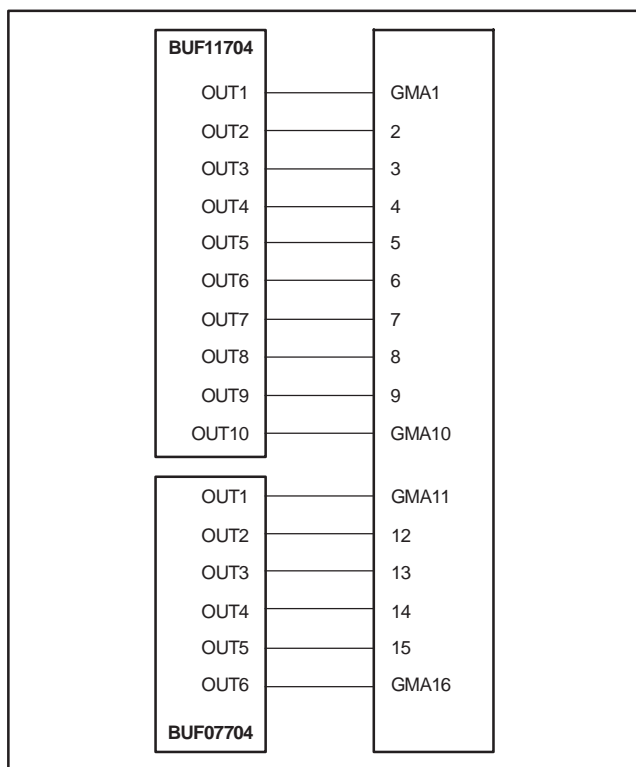 BUF11704
OUT1 GMA1
OUT2 2
OUT3 3
OUT4 4
OUT5 5
OUT6 6
OUT7 7
OUT8 8
OUT9 9
OUT10 GMA10
OUT1 GMA11
OUT2 12
OUT3 13
OUT4 14
OUT5 15
OUT6 GMA16
BUF07704